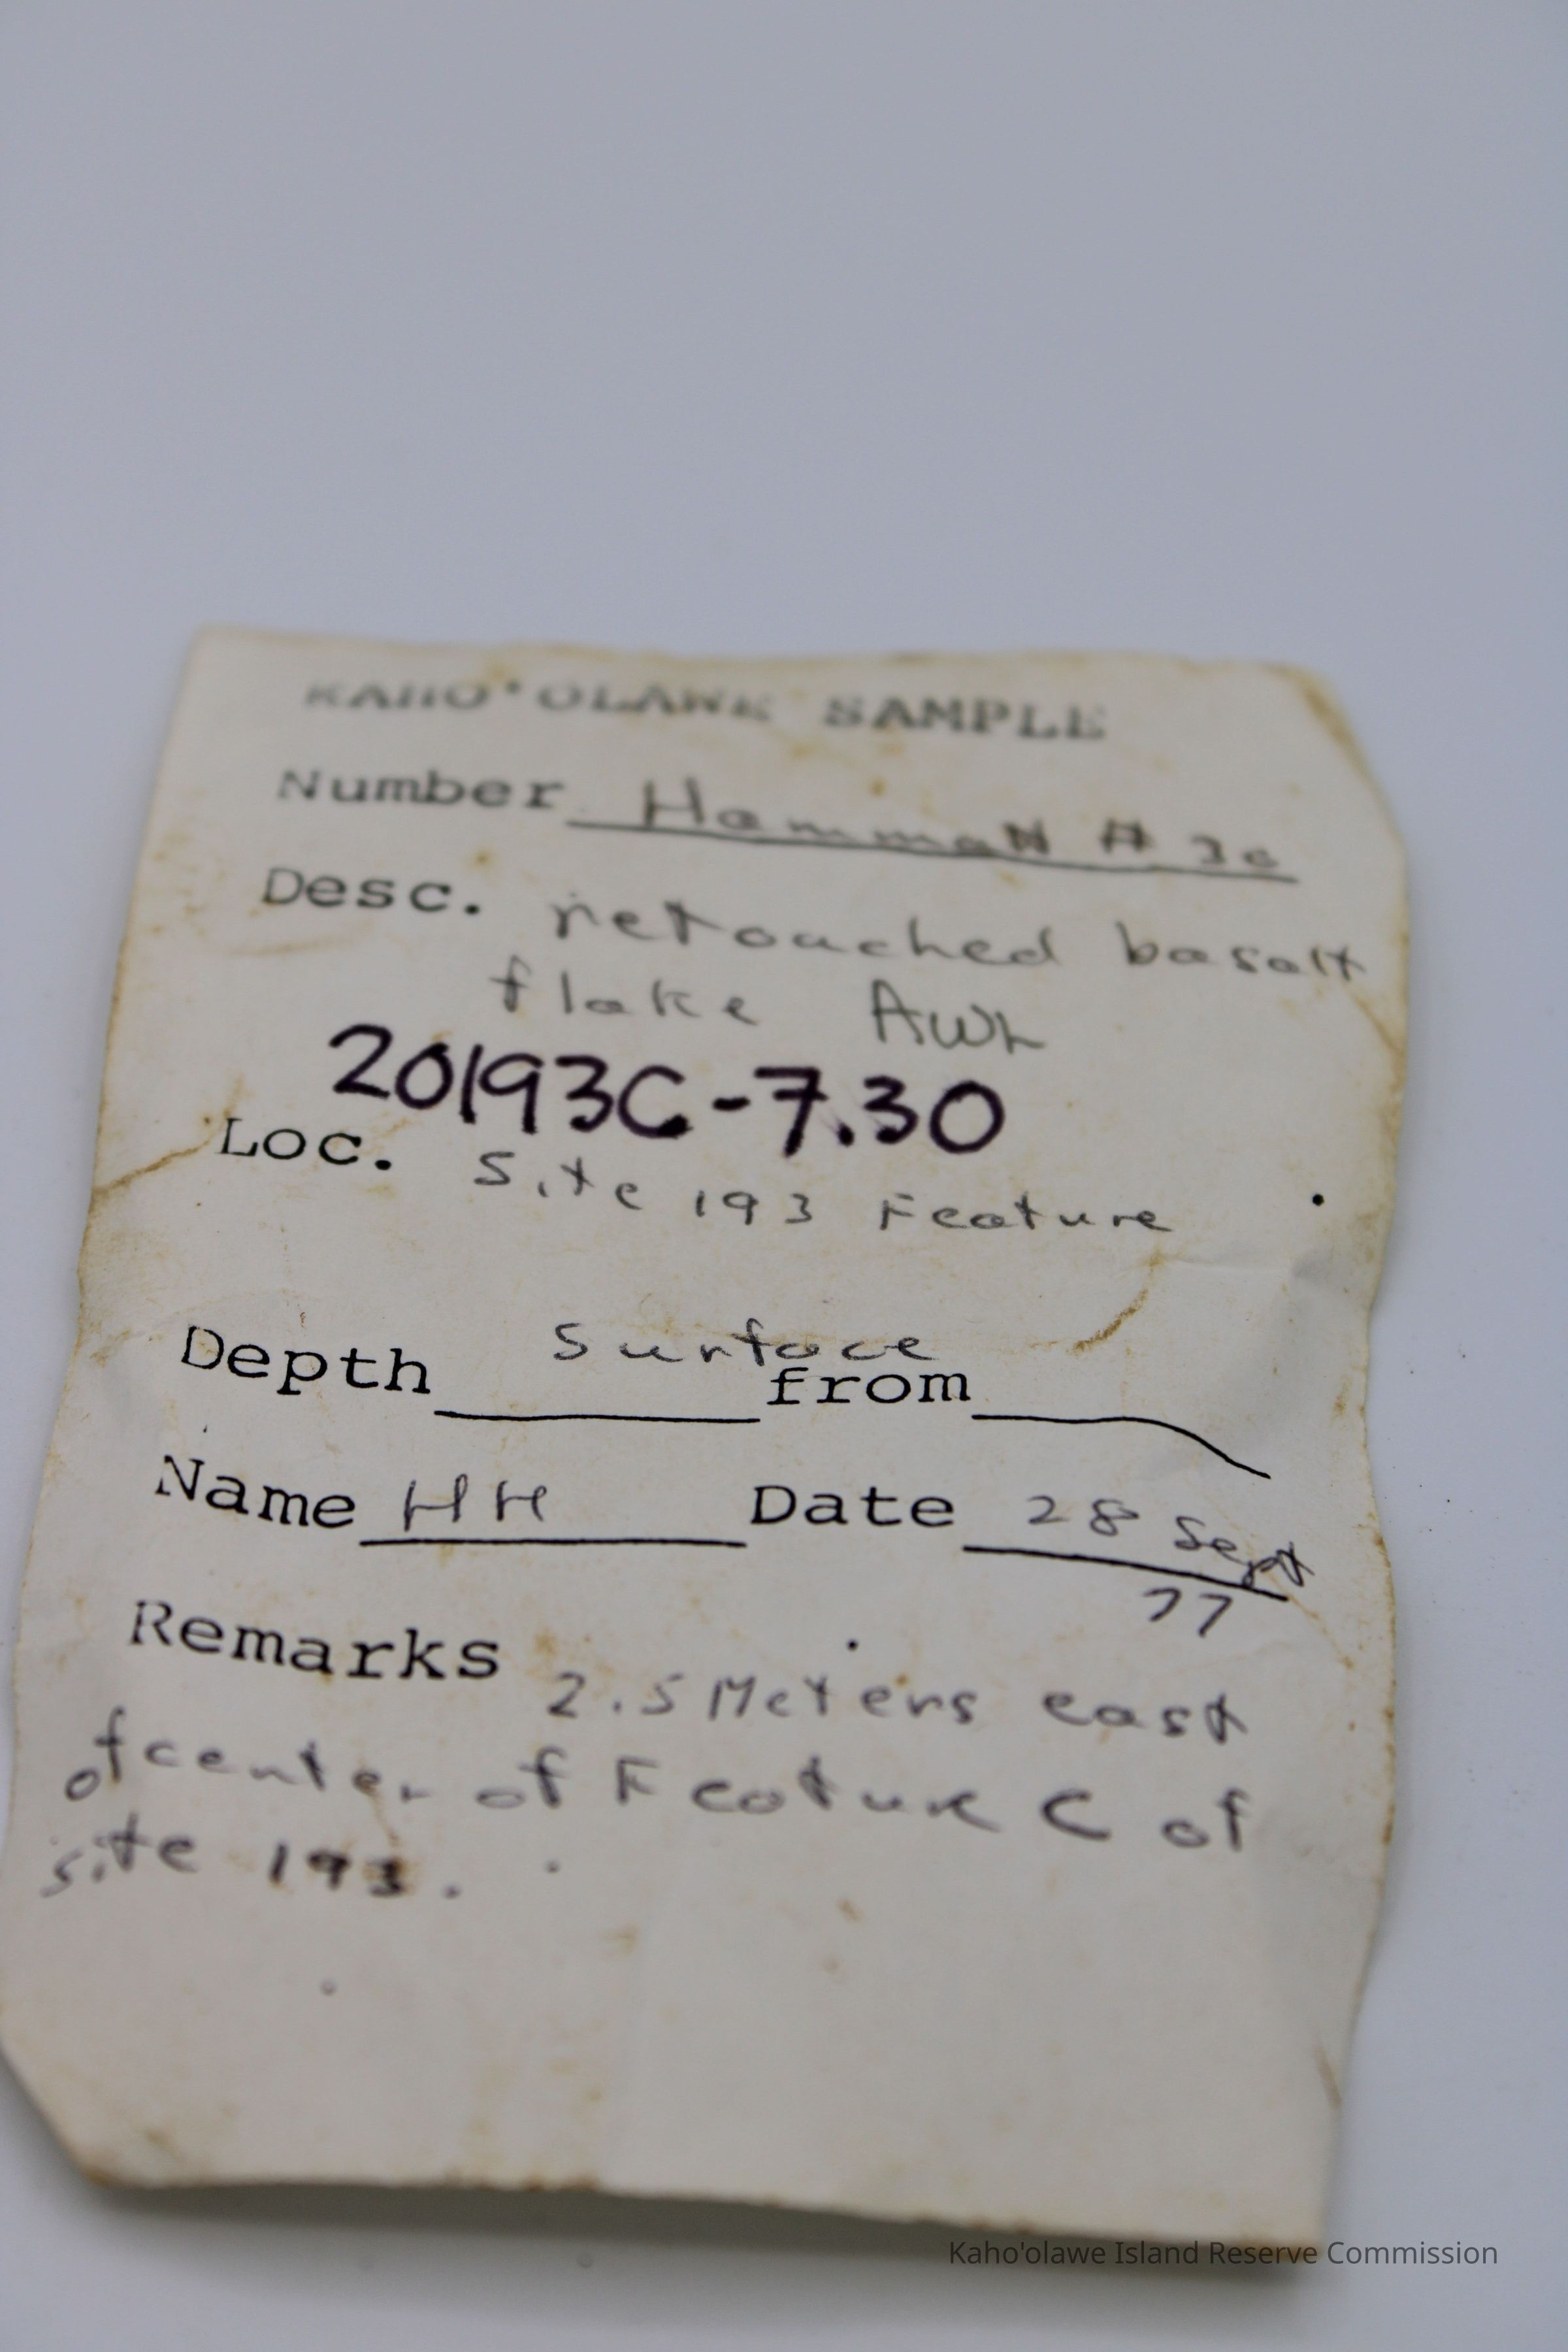 KAHO'OLAWE SAMPLE
Number HammaN # 30
Desc. retouched basalt
flake AWL
20193C-7.30
Loc. Site 193 Feature
Depth Surface from
Name HH Date 28 Sept
77
Remarks 2.5 Meters east
of center of Feature C of
site 193.
Kaho'olawe Island Reserve Commission